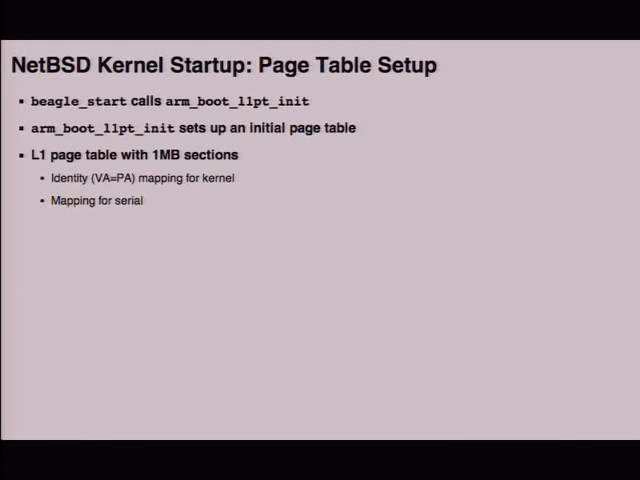 NetBSD Kernel Startup: Page Table Setup
▪ beagle_start calls arm_boot_l1pt_init
▪ arm_boot_l1pt_init sets up an initial page table
▪ L1 page table with 1MB sections
• Identity (VA=PA) mapping for kernel
• Mapping for serial